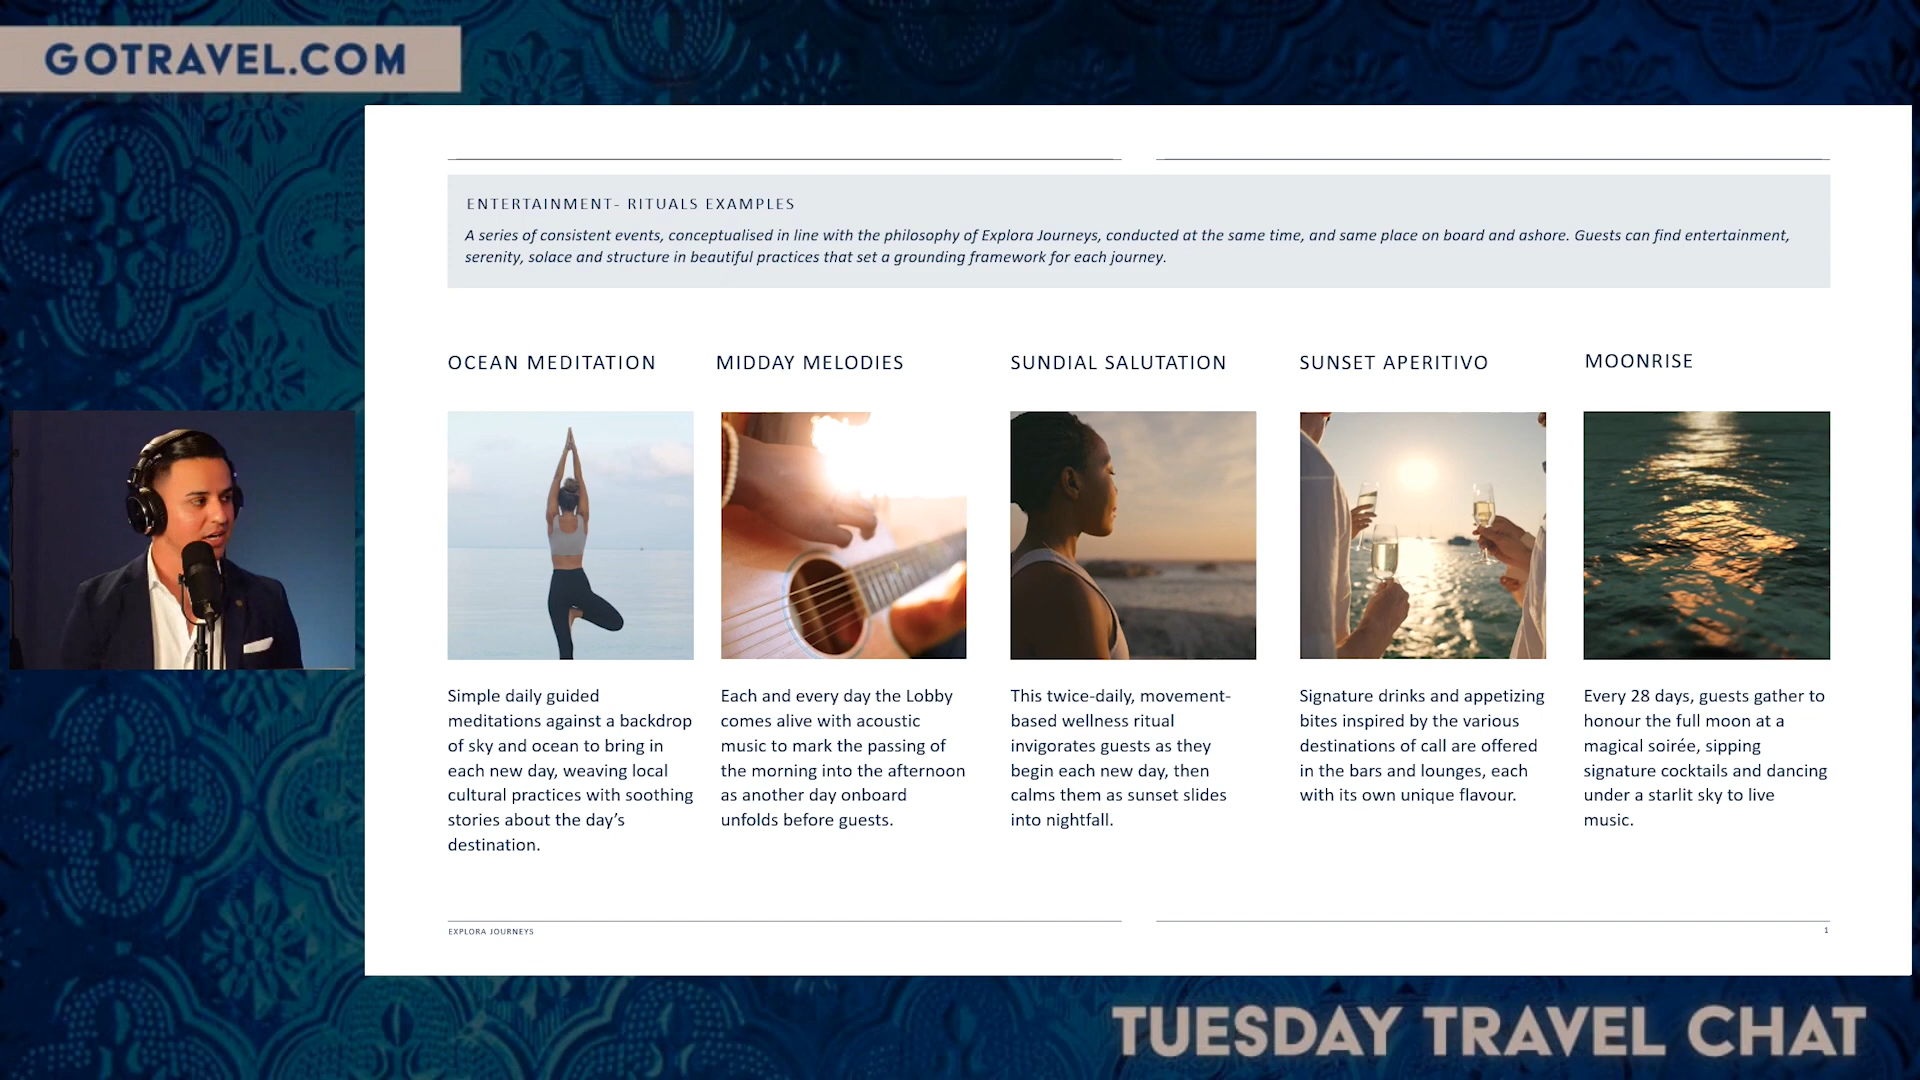 GOTRAVEL.COM
ENTERTAINMENT- RITUALS EXAMPLES
A series of consistent events, conceptualised in line with the philosophy of Explora Journeys, conducted at the same time, and same place on board and ashore. Guests can find entertainment,
serenity, solace and structure in beautiful practices that set a grounding framework for each journey.
OCEAN MEDITATION
Simple daily guided
meditations against a backdrop
of sky and ocean to bring in
each new day, weaving local
cultural practices with soothing
stories about the day’s
destination.
MIDDAY MELODIES
Each and every day the Lobby
comes alive with acoustic
music to mark the passing of
the morning into the afternoon
as another day onboard
unfolds before guests.
SUNDIAL SALUTATION
This twice-daily, movement-
based wellness ritual
invigorates guests as they
begin each new day, then
calms them as sunset slides
into nightfall.
SUNSET APERITIVO
Signature drinks and appetizing
bites inspired by the various
destinations of call are offered
in the bars and lounges, each
with its own unique flavour.
MOONRISE
Every 28 days, guests gather to
honour the full moon at a
magical soirée, sipping
signature cocktails and dancing
under a starlit sky to live
music.
EXPLORA JOURNEYS
1
TUESDAY TRAVEL CHAT